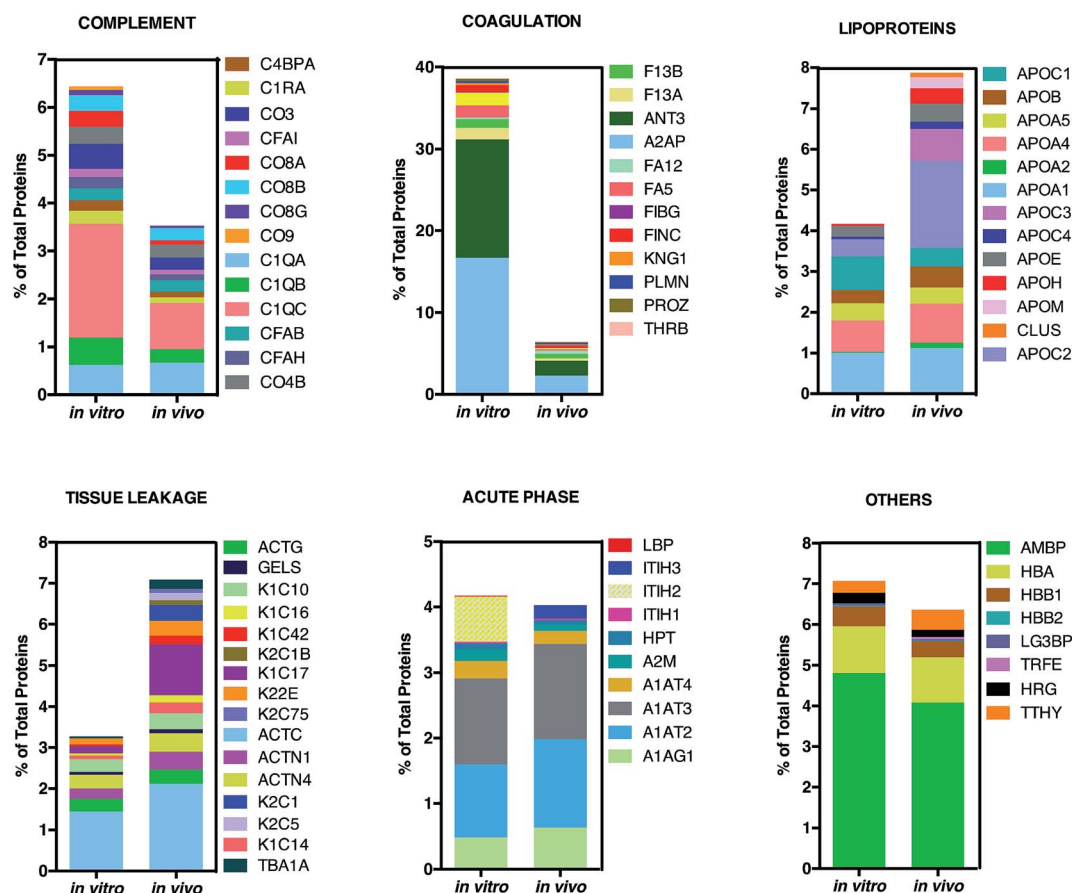 COMPLEMENT
% of Total Proteins
7
6
5
4
3
2
1
0
in vitro
in vivo
C4BPA
C1RA
CO3
CFAI
CO8A
CO8B
CO8G
CO9
C1QA
C1QB
C1QC
CFAB
CFAH
CO4B
COAGULATION
% of Total Proteins
40
30
20
10
0
in vitro
in vivo
F13B
F13A
ANT3
A2AP
FA12
FA5
FIBG
FINC
KNG1
PLMN
PROZ
THRB
LIPOPROTEINS
% of Total Proteins
8
7
6
5
4
3
2
1
0
in vitro
in vivo
APOC1
APOB
APOA5
APOA4
APOA2
APOA1
APOC3
APOC4
APOE
APOH
APOM
CLUS
APOC2
TISSUE LEAKAGE
% of Total Proteins
8
7
6
5
4
3
2
1
0
in vitro
in vivo
ACTG
GELS
K1C10
K1C16
K1C42
K2C1B
K1C17
K22E
K2C75
ACTC
ACTN1
ACTN4
K2C1
K2C5
K1C14
TBA1A
ACUTE PHASE
% of Total Proteins
5
4
3
2
1
0
in vitro
in vivo
LBP
ITIH3
ITIH2
ITIH1
HPT
A2M
A1AT4
A1AT3
A1AT2
A1AG1
OTHERS
% of Total Proteins
8
7
6
5
4
3
2
1
0
in vitro
in vivo
AMBP
HBA
HBB1
HBB2
LG3BP
TRFE
HRG
TTHY